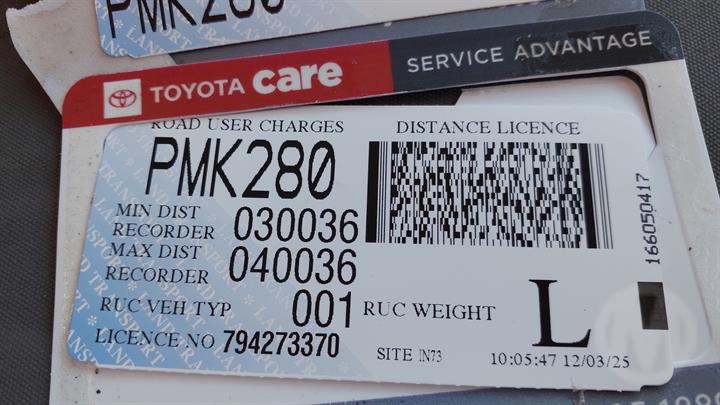 PMK280
TOYOTA care
SERVICE ADVANTAGE
ROAD USER CHARGES
DISTANCE LICENCE
PMK280
MIN DIST
RECORDER 030036
MAX DIST
RECORDER 040036
RUC VEH TYP 001
RUC WEIGHT L
LICENCE NO 794273370
SITE IN73
10:05:47 12/03/25
166050417